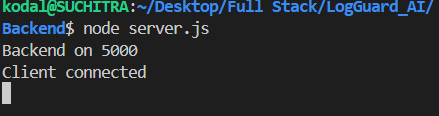 kodal@SUCHITRA:~/Desktop/Full Stack/LogGuard_AI/
Backend$ node server.js
Backend on 5000
Client connected